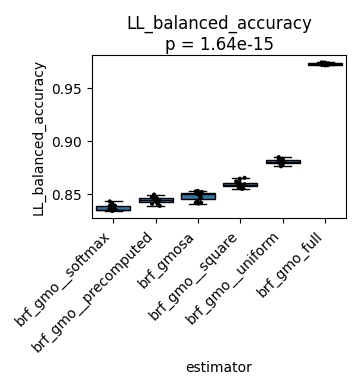 LL_balanced_accuracy
p = 1.64e-15
LL_balanced_accuracy
0.95
0.90
0.85
brf_gmo__softmax
brf_gmo__precomputed
brf_gmosa
brf_gmo__square
brf_gmo__uniform
brf_gmo_full
estimator